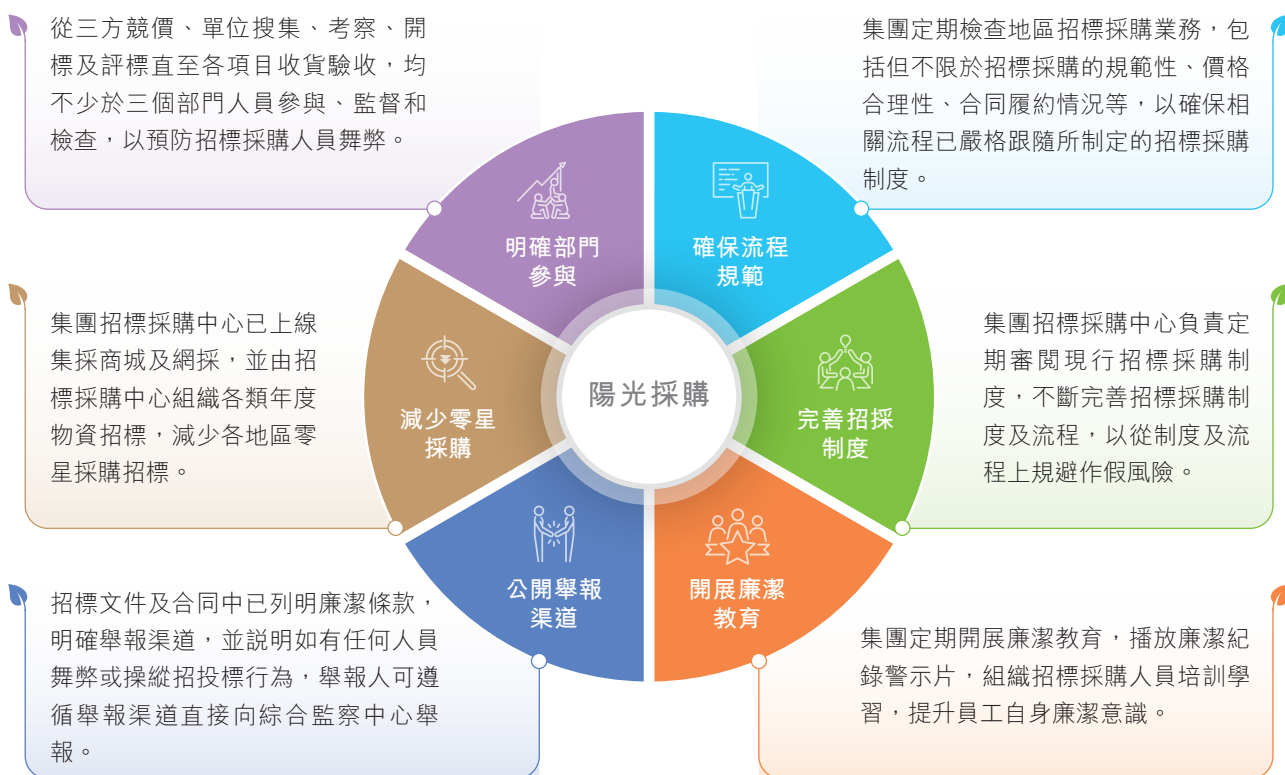 從三方競價、單位搜集、考察、開
標及評標直至各項目收貨驗收，均
不少於三個部門人員參與、監督和
檢查，以預防招標採購人員舞弊。
集團定期檢查地區招標採購業務，包
括但不限於招標採購的規範性、價格
合理性、合同履約情況等，以確保相
關流程已嚴格跟隨所制定的招標採購
制度。
明確部門
參與
確保流程
規範
集團招標採購中心已上線
集採商城及網採，並由招
標採購中心組織各類年度
物資招標，減少各地區零
星採購招標。
減少零星
採購
陽光採購
完善招採
制度
集團招標採購中心負責定
期審閱現行招標採購制
度，不斷完善招標採購制
度及流程，以從制度及流
程上規避作假風險。
公開舉報
渠道
開展廉潔
教育
招標文件及合同中已列明廉潔條款，
明確舉報渠道，並説明如有任何人員
舞弊或操縱招投標行為，舉報人可遵
循舉報渠道直接向綜合監察中心舉
報。
集團定期開展廉潔教育，播放廉潔紀
錄警示片，組織招標採購人員培訓學
習，提升員工自身廉潔意識。